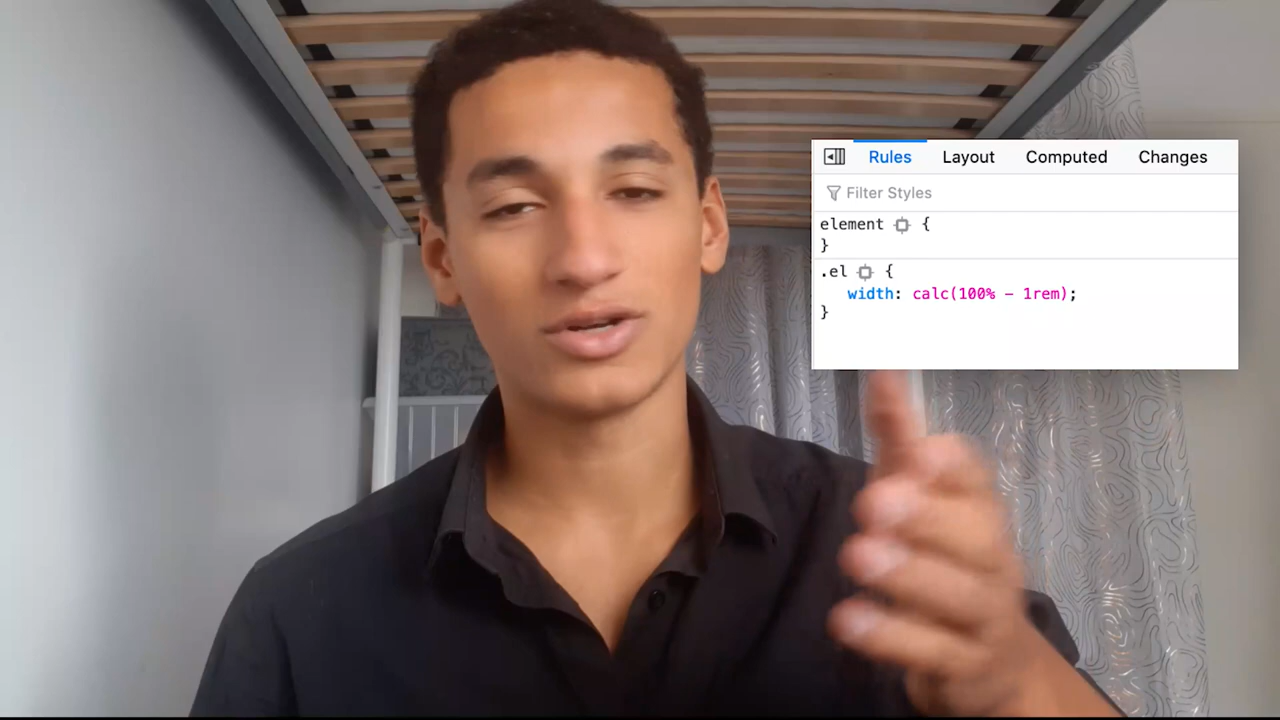 Rules Layout Computed Changes
Filter Styles
element {
}
.el {
width: calc(100% - 1rem);
}